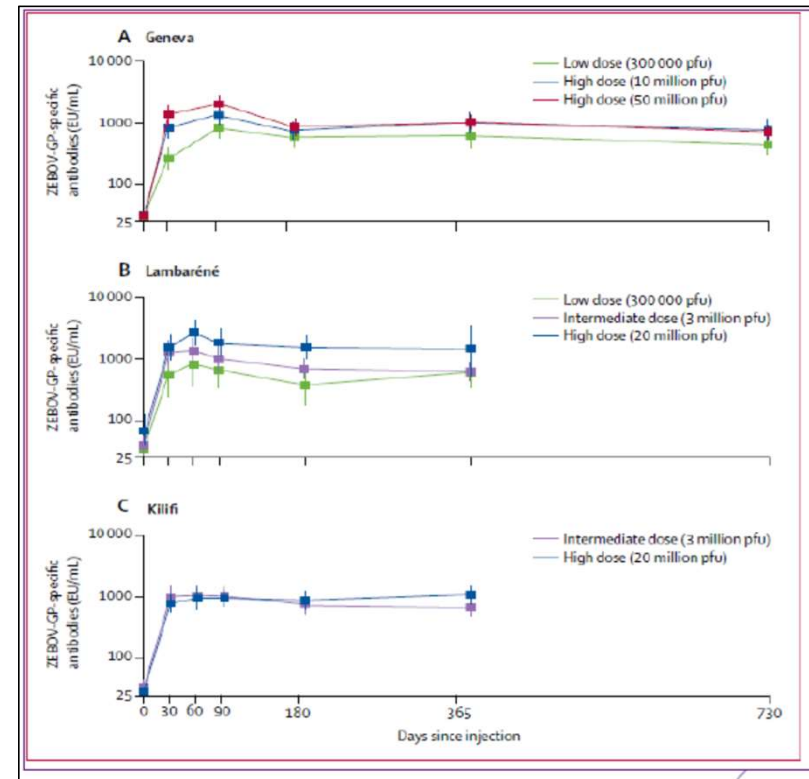 A Geneva
Low dose (300 000 pfu)
High dose (10 million pfu)
High dose (50 million pfu)
ZEBOV-GP-specific
antibodies (EU/mL)
10 000
1000
100
25
B Lambaréné
Low dose (300 000 pfu)
Intermediate dose (3 million pfu)
High dose (20 million pfu)
ZEBOV-GP-specific
antibodies (EU/mL)
10 000
1000
100
25
C Kilifi
Intermediate dose (3 million pfu)
High dose (20 million pfu)
ZEBOV-GP-specific
antibodies (EU/mL)
10 000
1000
100
25
0 30 60 90 180 365 730
Days since injection